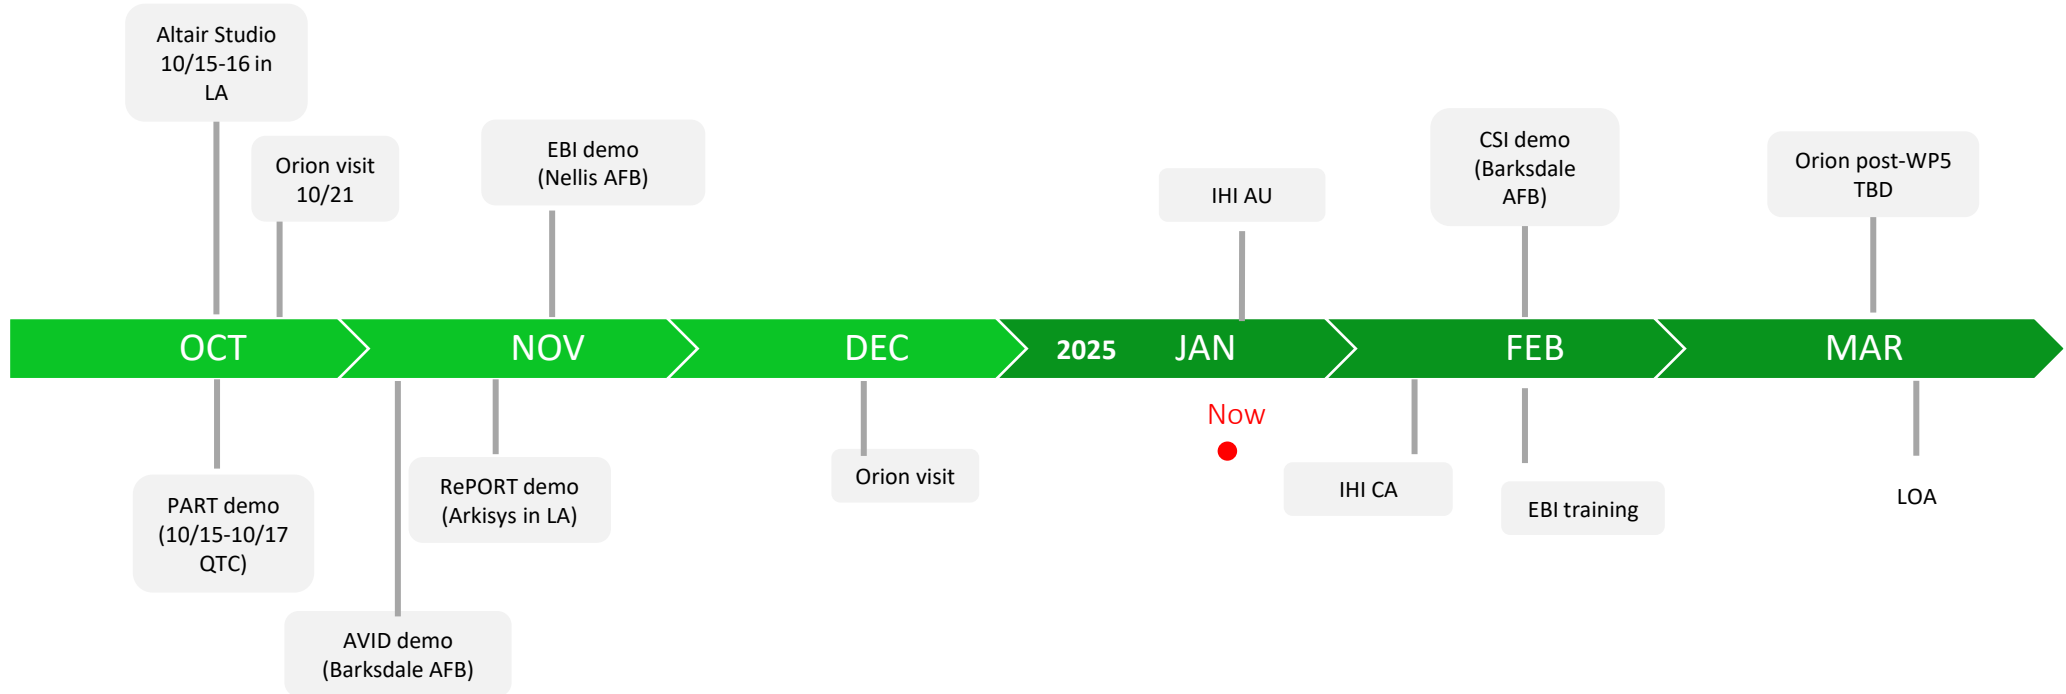 Altair Studio
10/15-16 in
LA
Orion visit
10/21
EBI demo
(Nellis AFB)
IHI AU
CSI demo
(Barksdale
AFB)
Orion post-WP5
TBD
OCT
NOV
DEC
2025
JAN
FEB
MAR
Now
PART demo
(10/15-10/17
QTC)
AVID demo
(Barksdale AFB)
RePORT demo
(Arkisys in LA)
Orion visit
IHI CA
EBI training
LOA